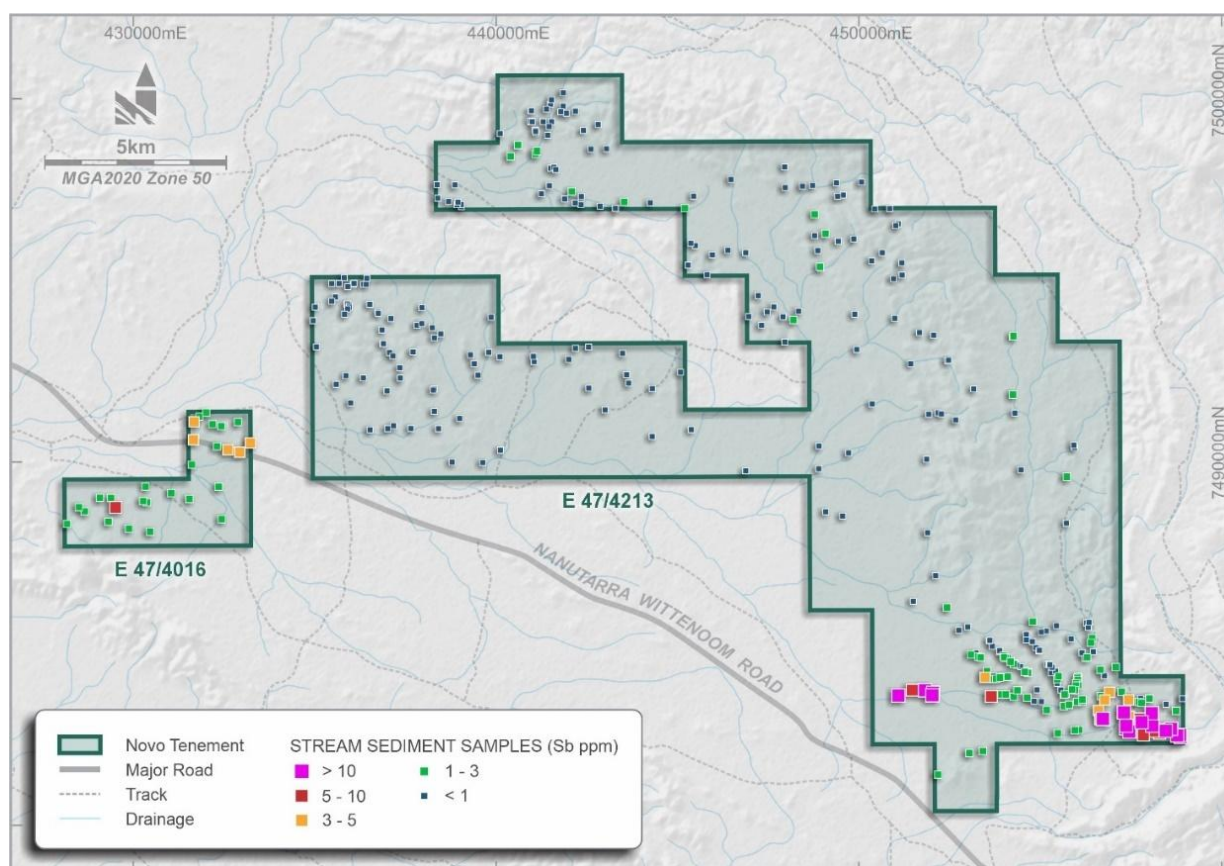 430000mE
440000mE
450000mE
7500000mN
5km
MGA2020 Zone 50
7490000mN
E 47/4213
E 47/4016
NANUTARRA WITTENOOM ROAD
Novo Tenement
Major Road
Track
Drainage
STREAM SEDIMENT SAMPLES (Sb ppm)
> 10
5 - 10
3 - 5
1 - 3
< 1